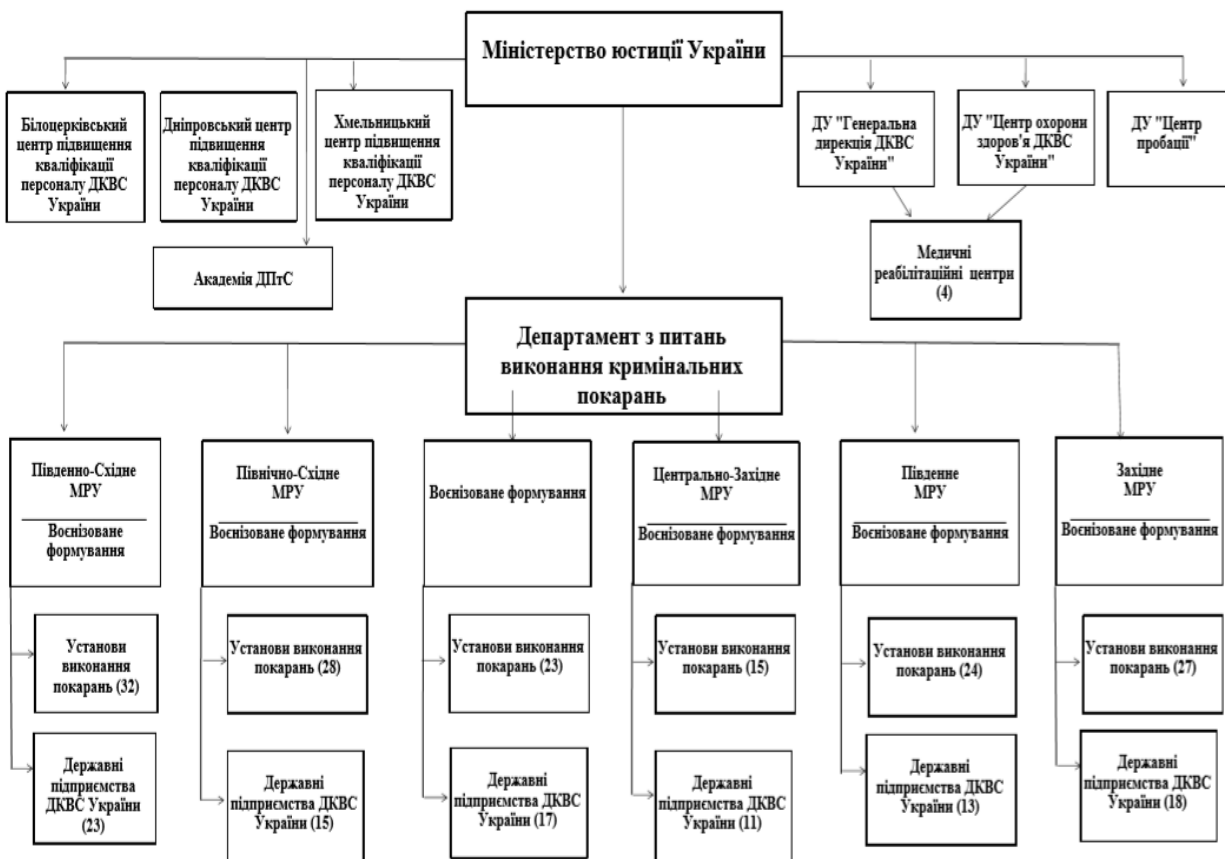 Міністерство юстиції України
Білоцерківський
центр підвищення
кваліфікації
персоналу ДКВС
України
Дніпровський центр
підвищення
кваліфікації
персоналу ДКВС
України
Хмельницький
центр підвищення
кваліфікації
персоналу ДКВС
України
ДУ "Генеральна
дирекція ДКВС
України"
ДУ "Центр охорони
здоров'я ДКВС
України"
ДУ "Центр
пробації"
Академія ДПтС
Медичні
реабілітаційні центри
(4)
Департамент з питань
виконання кримінальних
покарань
Південно-Східне
МРУ
Воєнізоване
формування
Північно-Східне
МРУ
Воєнізоване формування
Воєнізоване формування
Центрально-Західне
МРУ
Воєнізоване формування
Південне
МРУ
Воєнізоване формування
Західне
МРУ
Воєнізоване формування
Установи
виконання
покарань (32)
Установи виконання
покарань (28)
Установи виконання
покарань (23)
Установи виконання
покарань (15)
Установи виконання
покарань (24)
Установи виконання
покарань (27)
Державні
підприємства
ДКВС України
(23)
Державні
підприємства ДКВС
України (15)
Державні
підприємства ДКВС
України (17)
Державні
підприємства ДКВС
України (11)
Державні
підприємства ДКВС
України (13)
Державні
підприємства ДКВС
України (18)